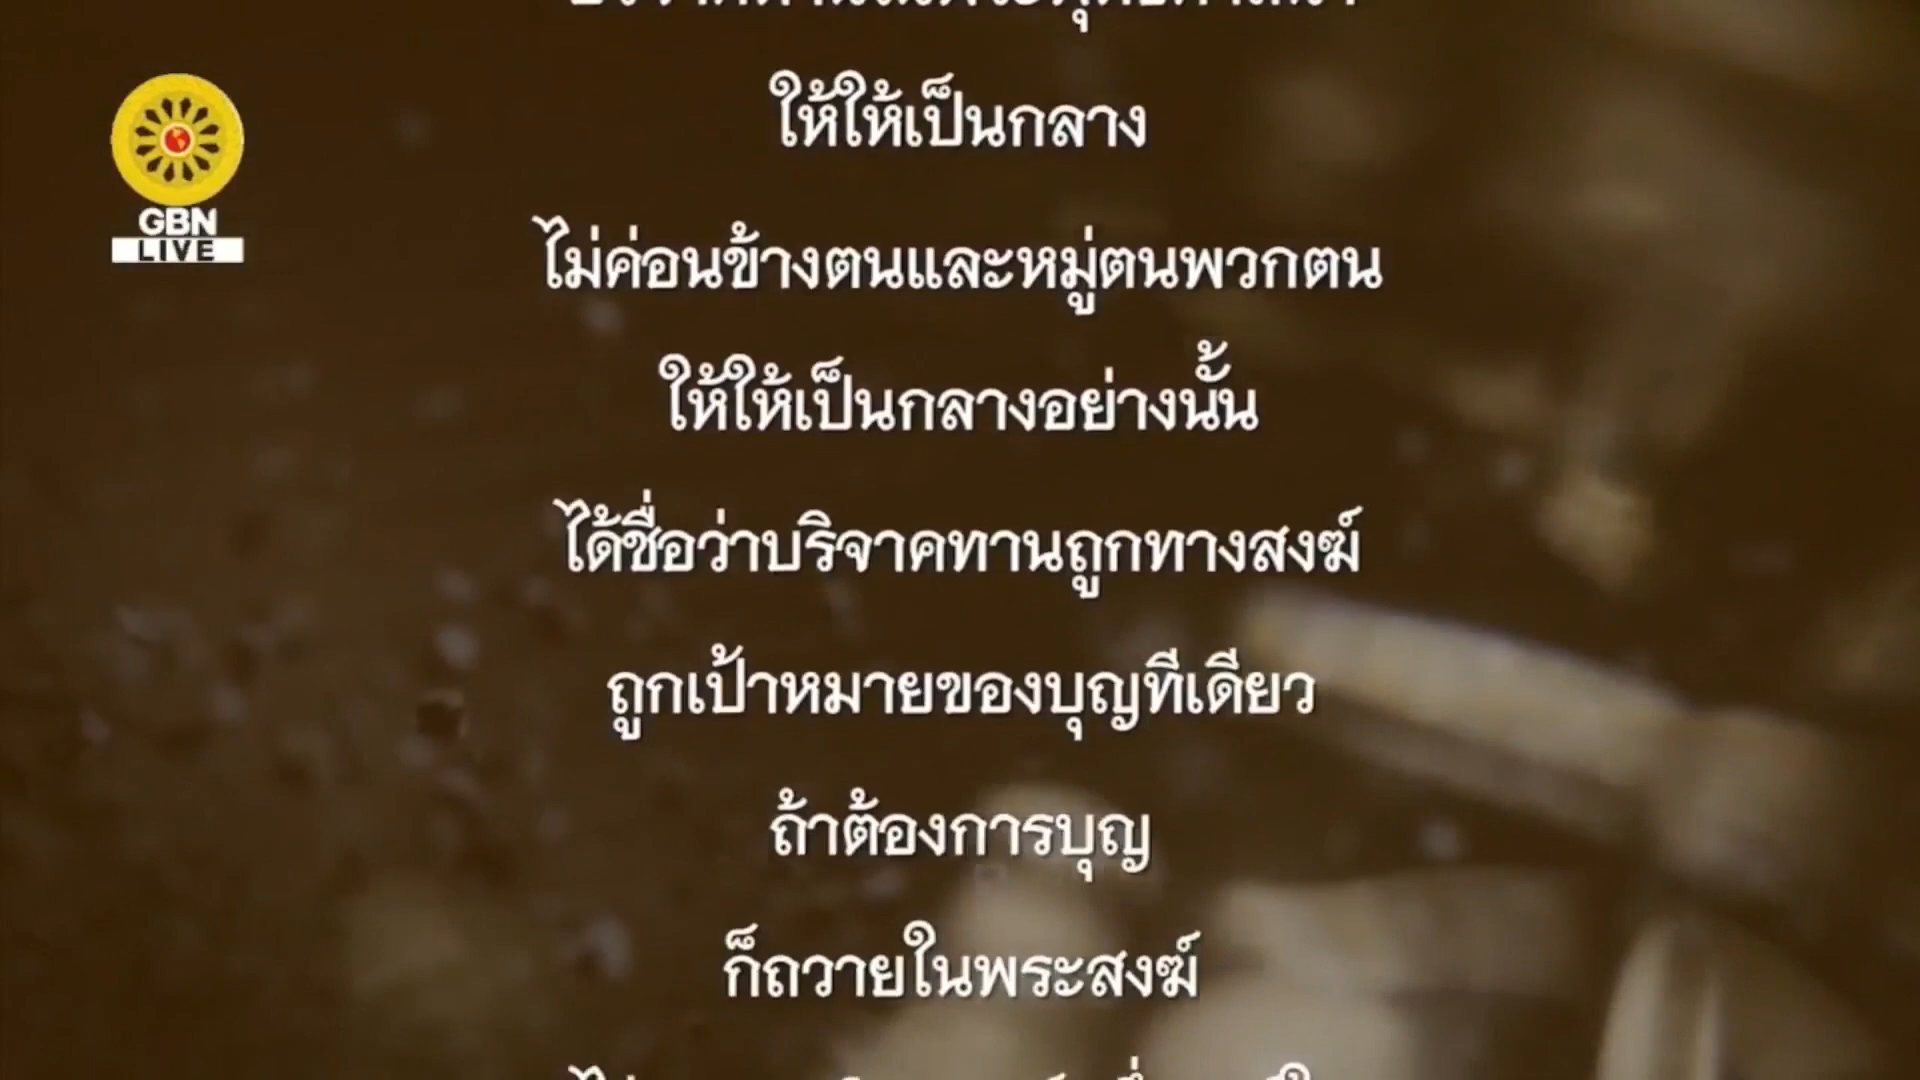 ให้ให้เป็นกลาง
GBN
LIVE
ไม่ค่อนข้างตนและหมู่ตนพวกตน
ให้ให้เป็นกลางอย่างนั้น
ได้ชื่อว่าบริจาคทานถูกทางสงฆ์
ถูกเป้าหมายของบุญทีเดียว
ถ้าต้องการบุญ
ก็ถวายในพระสงฆ์